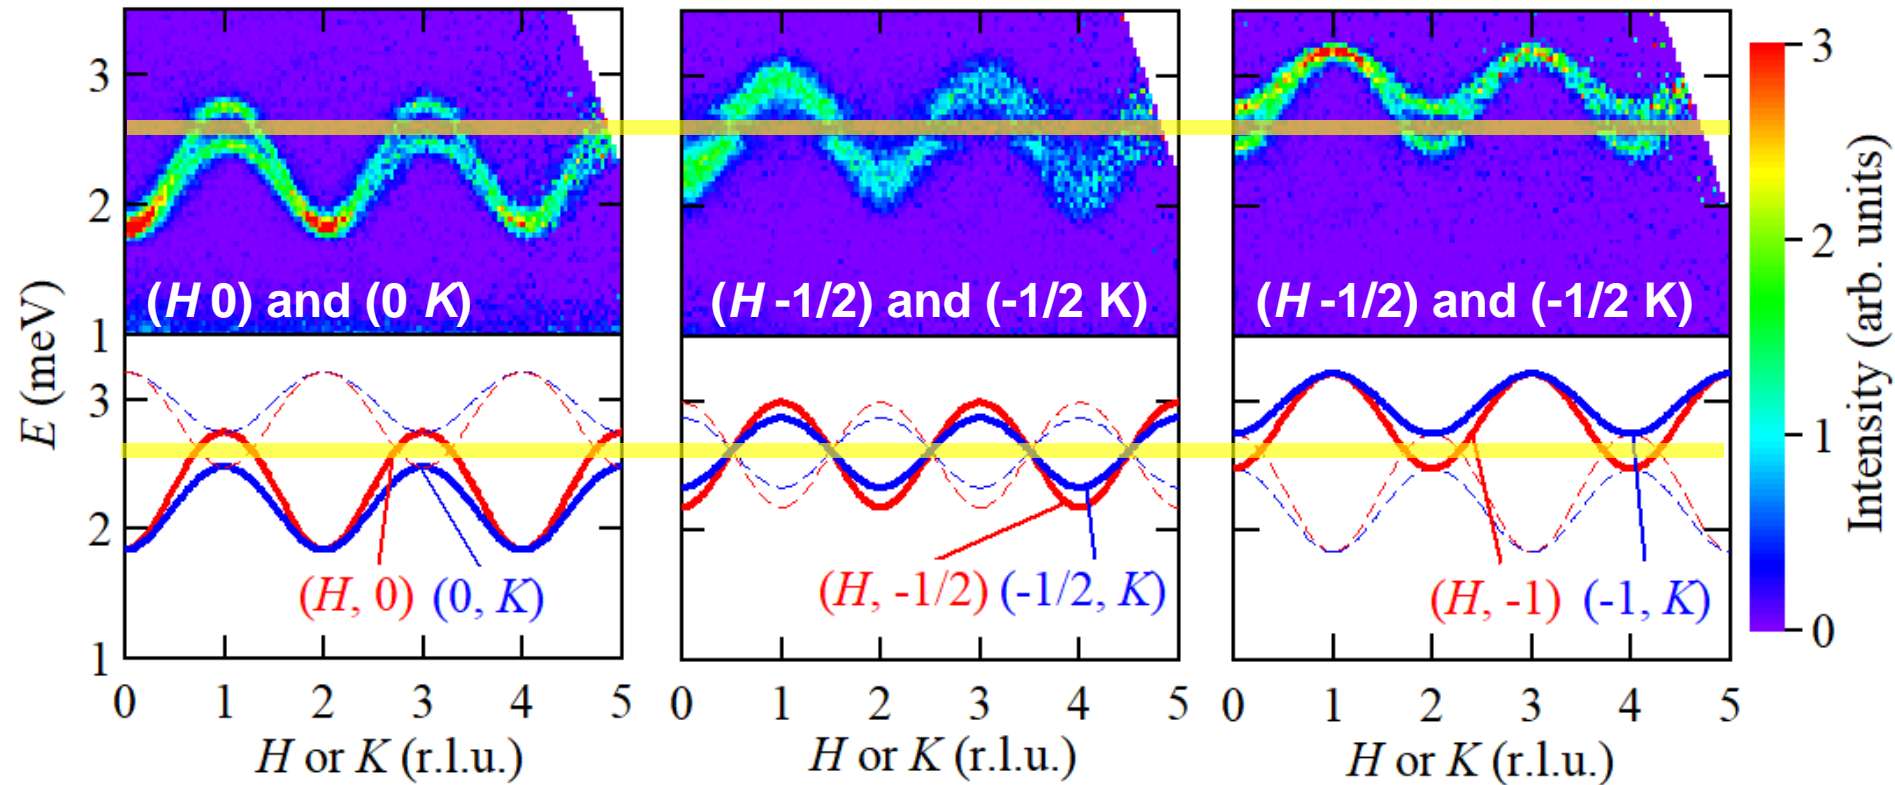 3
2
1
(H 0) and (0 K)
(H -1/2) and (-1/2 K)
(H -1/2) and (-1/2 K)
3
2
1
0
Intensity (arb. units)
E (meV)
3
2
1
(H, 0) (0, K)
(H, -1/2) (-1/2, K)
(H, -1) (-1, K)
0 1 2 3 4 5
0 1 2 3 4 5
0 1 2 3 4 5
H or K (r.l.u.)
H or K (r.l.u.)
H or K (r.l.u.)